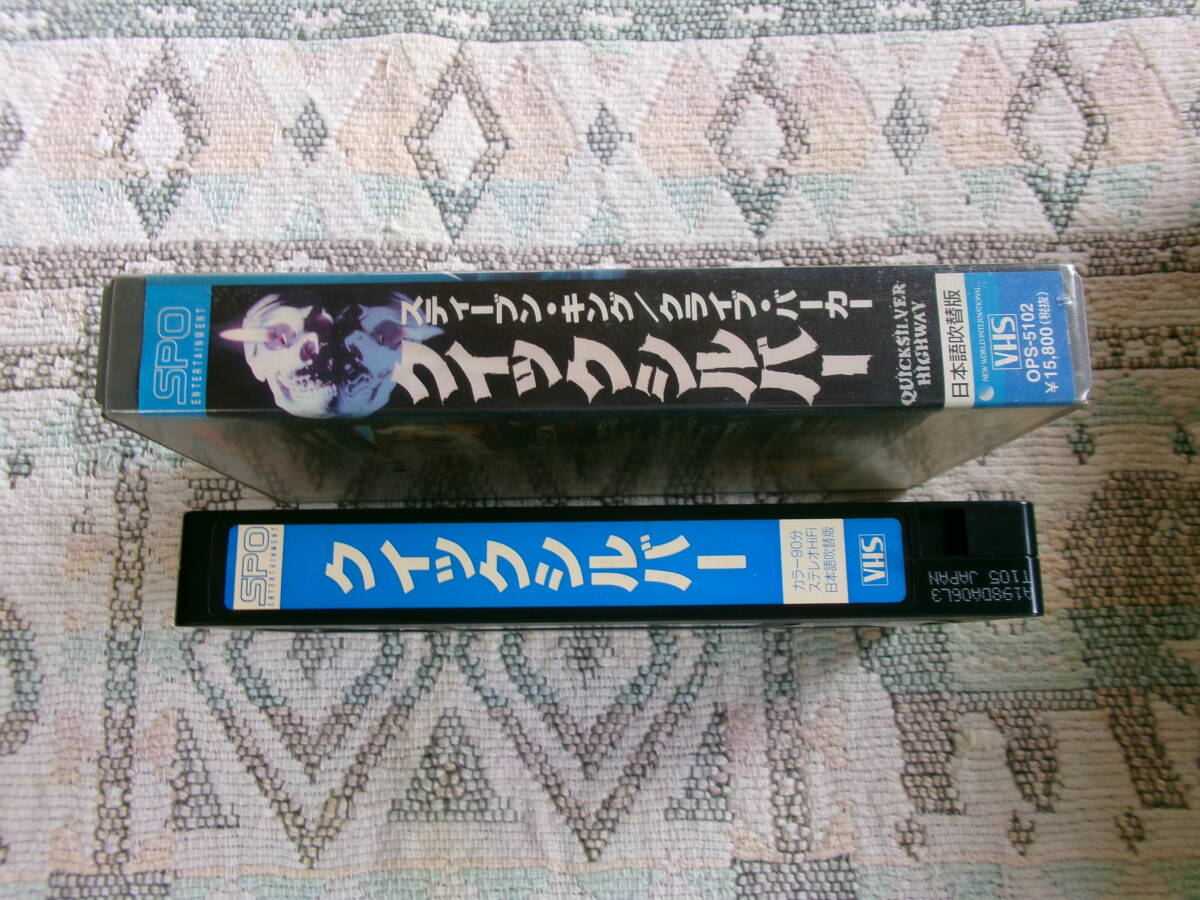 SPO
ENTERTAINMENT
スティーブン・キング/クライブ・バーカー
クイックシルバー
QUICKSILVER
HIGHWAY
日本語吹替版
NEW WORLD INTERNATIONAL
VHS
OPS-5102
¥15,800(税抜)
SPO
ENTERTAINMENT
クイックシルバー
カラー90分
ステレオHiFi
日本語吹替版
VHS
A198DA06L3
T105 JAPAN